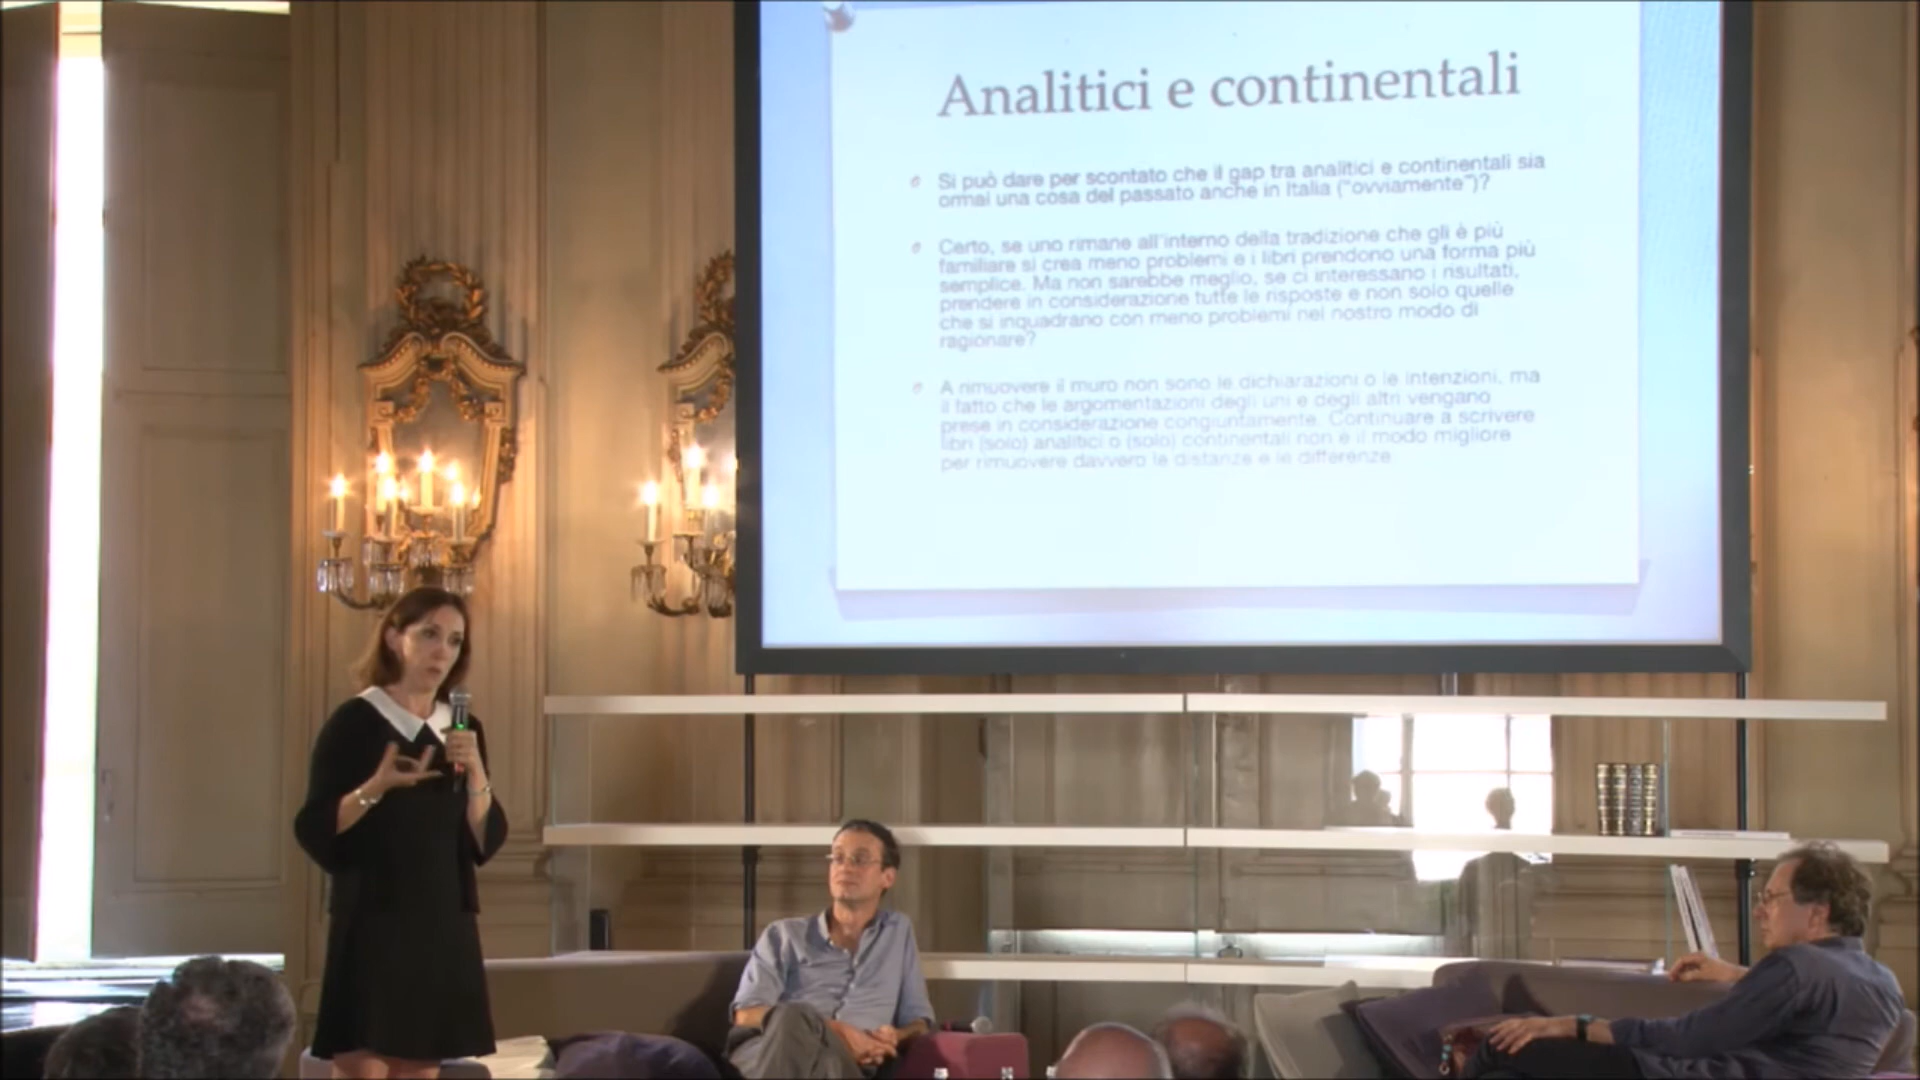 Analitici e continentali
Si può dare per scontato che il gap tra analitici e continentali sia
ormai una cosa del passato anche in Italia ("ovviamente")?
Certo, se uno rimane all'interno della tradizione che gli è più
familiare si crea meno problemi e i libri prendono una forma più
semplice. Ma non sarebbe meglio, se ci interessano i risultati,
prendere in considerazione tutte le risposte e non solo quelle
che si inquadrano con meno problemi nel nostro modo di
ragionare?
A rimuovere il muro non sono le dichiarazioni o le intenzioni, ma
il fatto che le argomentazioni degli uni e degli altri vengano
prese in considerazione congiuntamente. Continuare a scrivere
libri (solo) analitici o (solo) continentali non è il modo migliore
per rimuovere davvero le distanze e le differenze.